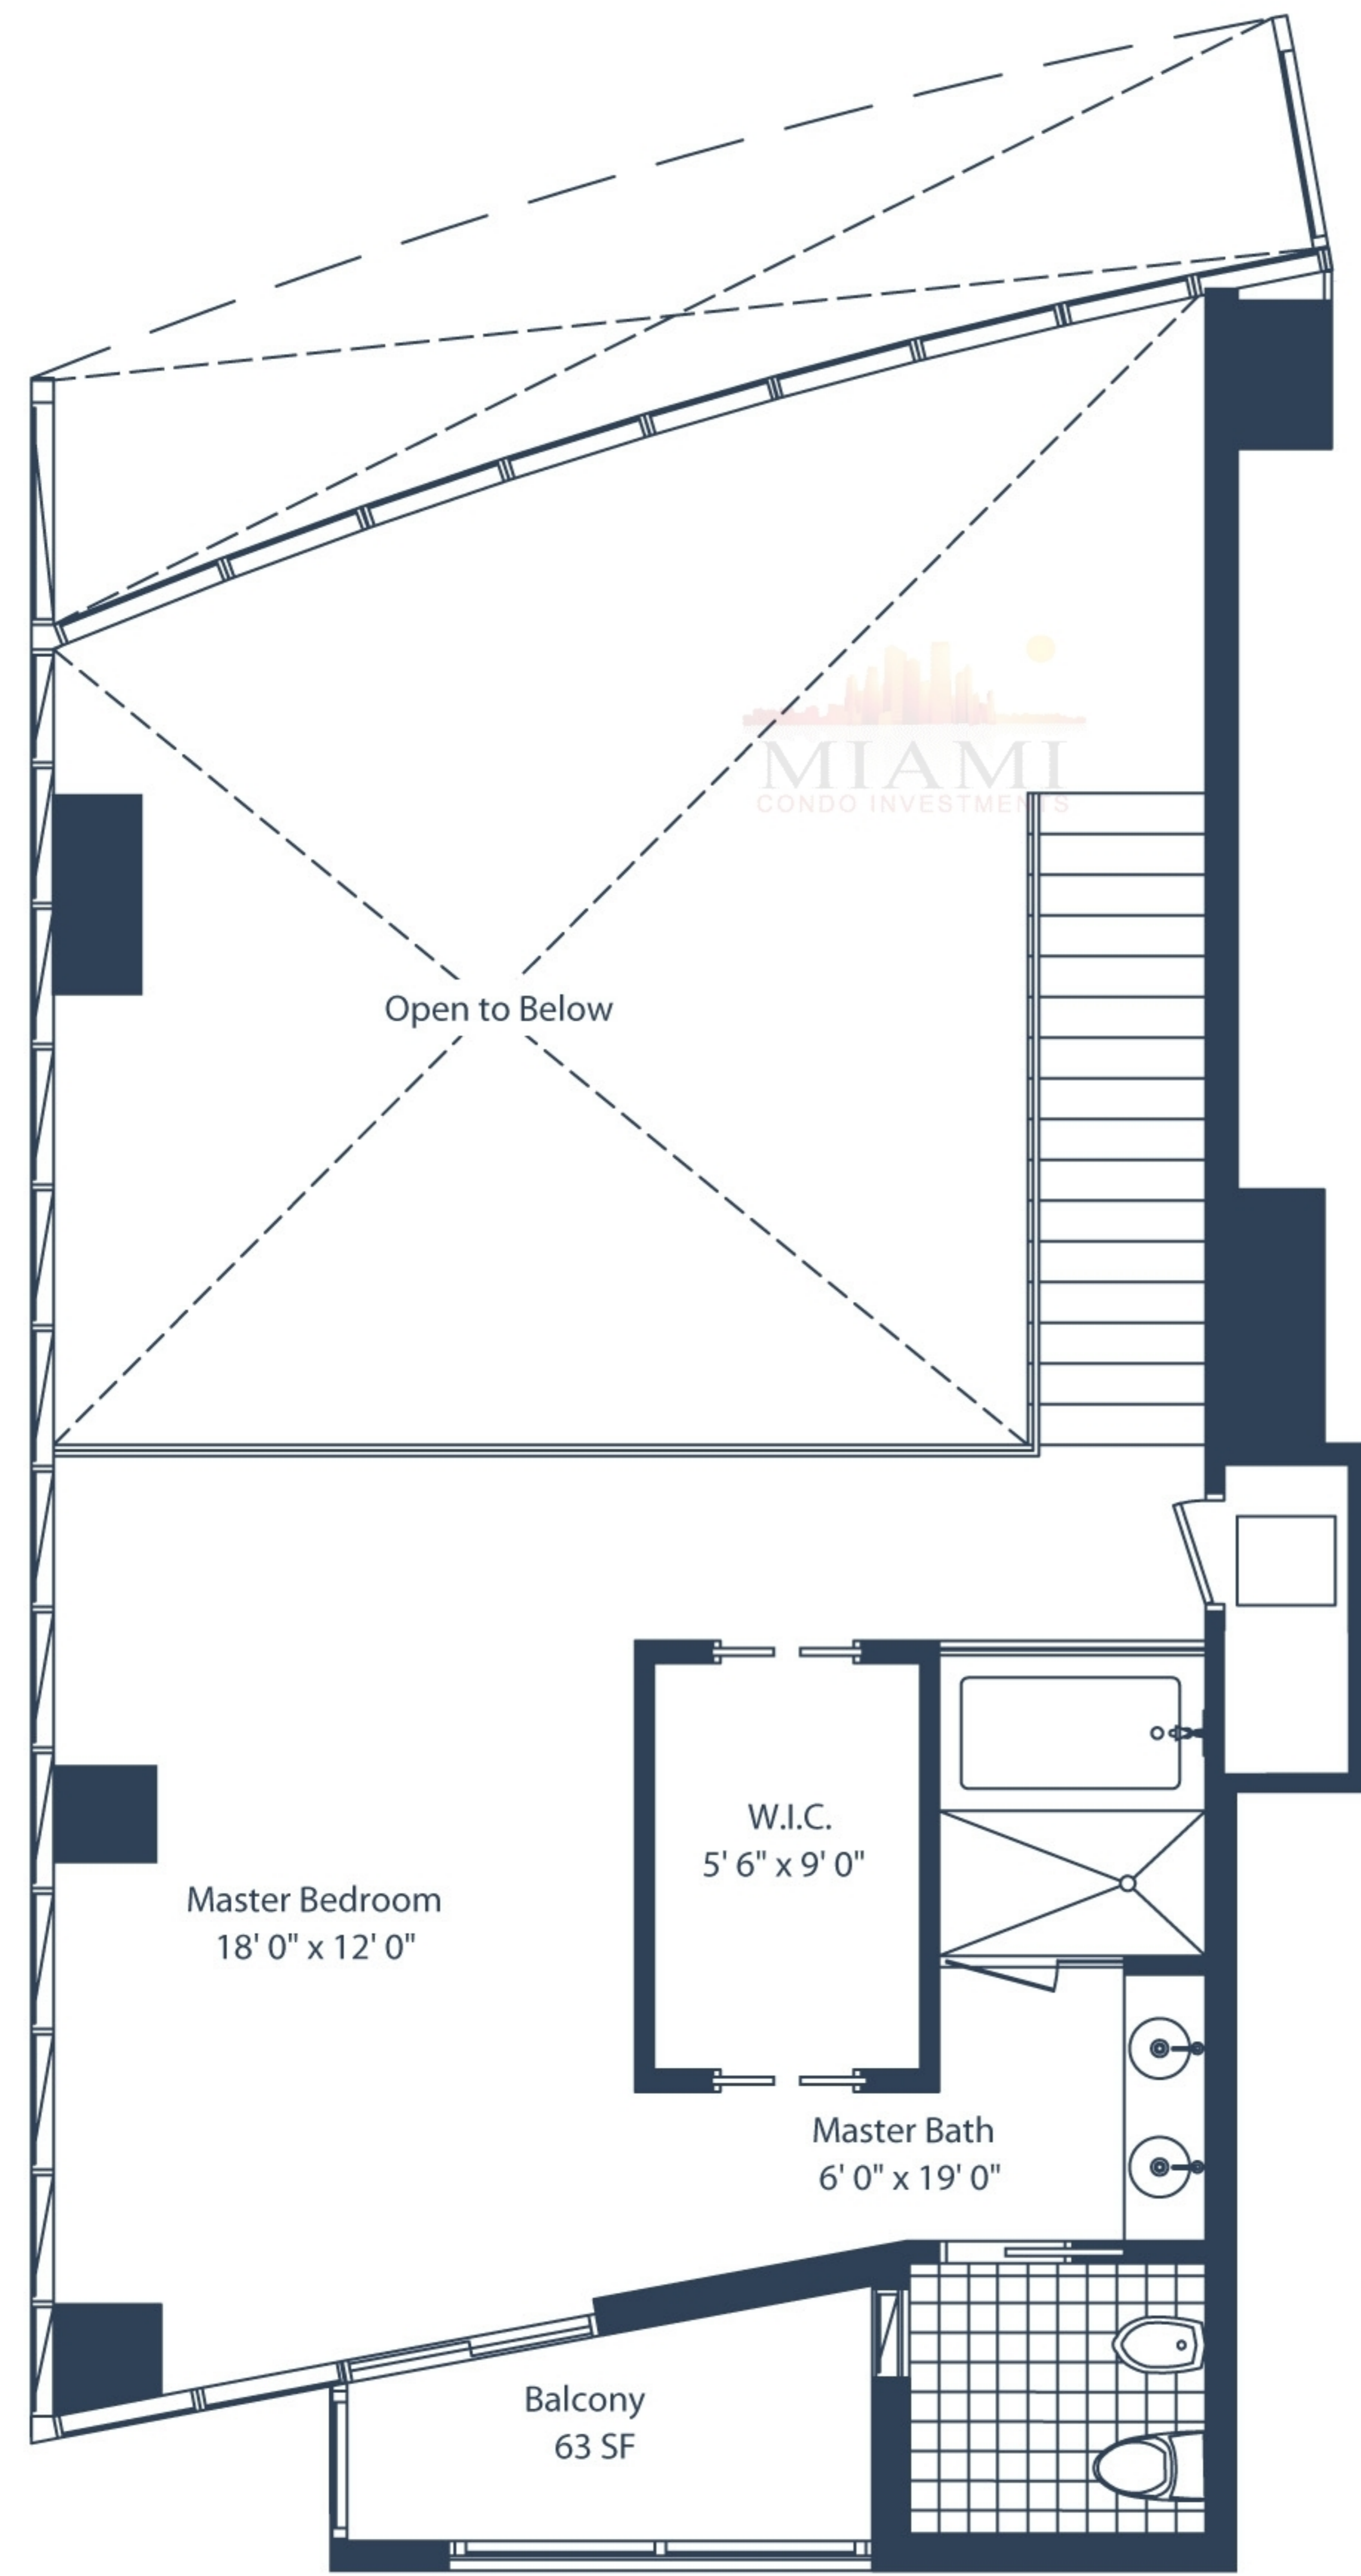 MIAMI
CONDO INVESTMENTS
Open to Below
W.I.C.
5' 6" x 9' 0"
Master Bedroom
18' 0" x 12' 0"
Master Bath
6' 0" x 19' 0"
Balcony
63 SF